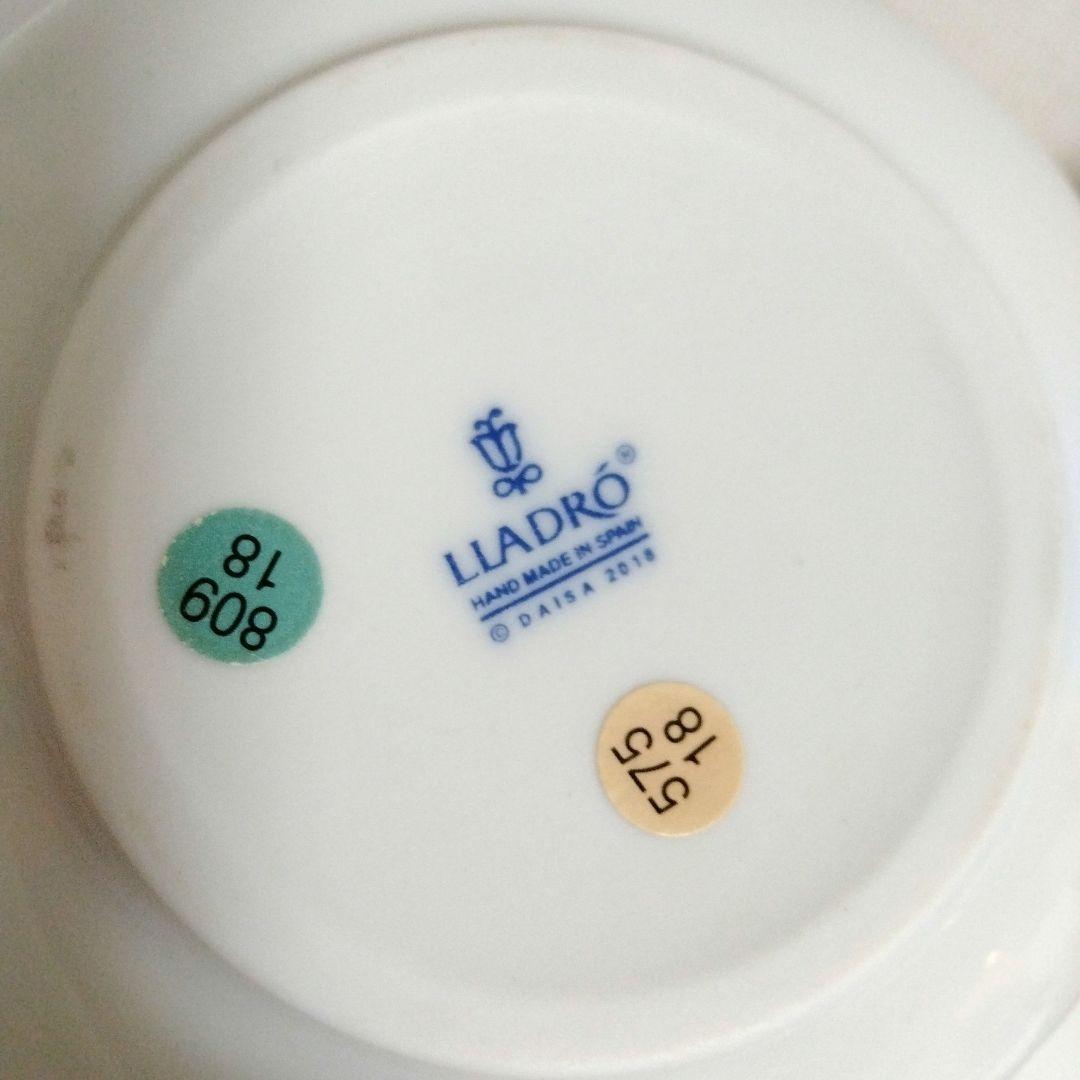 LLADRÓ®
HAND MADE IN SPAIN
© DAISA 2018
809
18
575
18